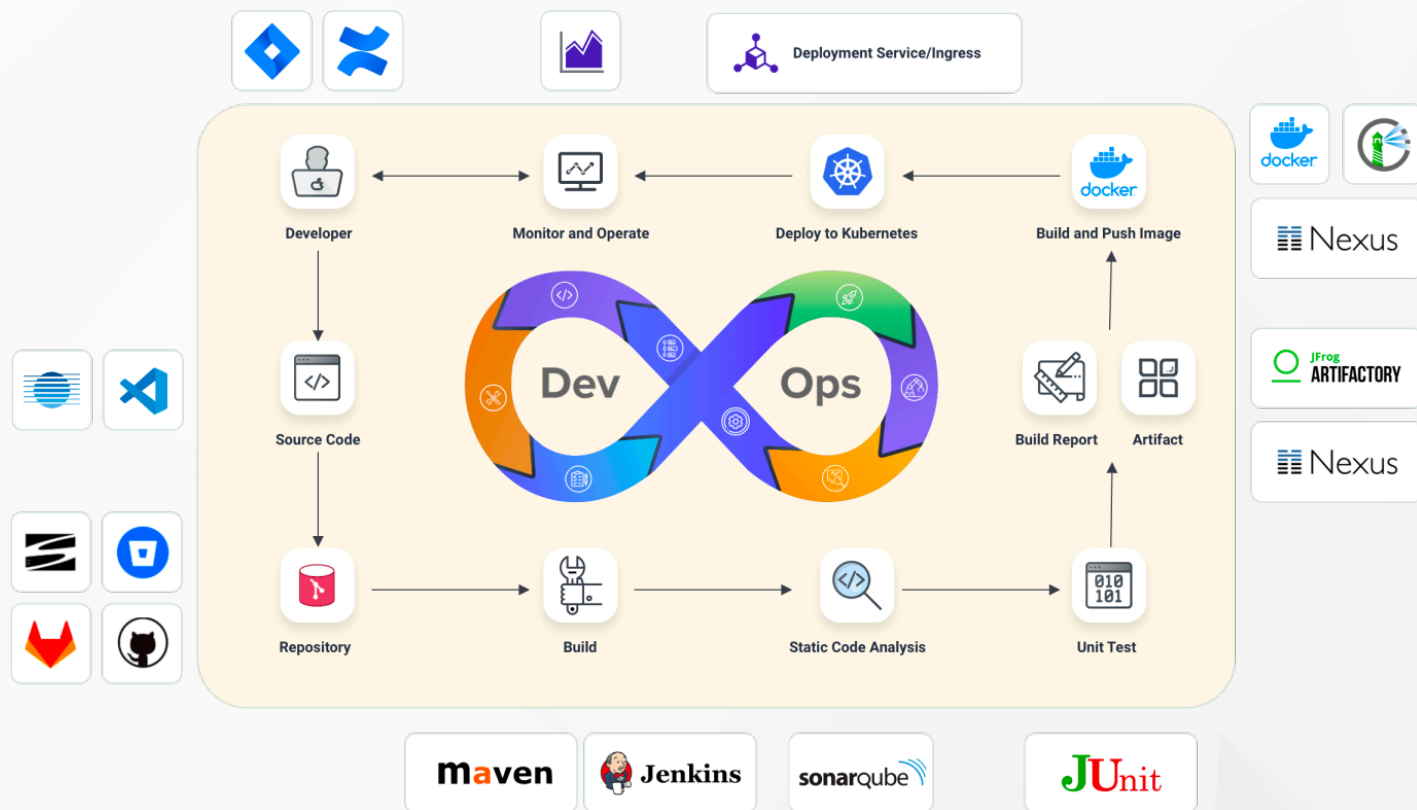 Deployment Service/Ingress
docker
Developer
Monitor and Operate
Deploy to Kubernetes
docker
Build and Push Image
Nexus
Dev
Ops
JFrog
ARTIFACTORY
Source Code
Build Report
Artifact
Nexus
010
101
Repository
Build
Static Code Analysis
Unit Test
maven
Jenkins
sonarqube
JUnit